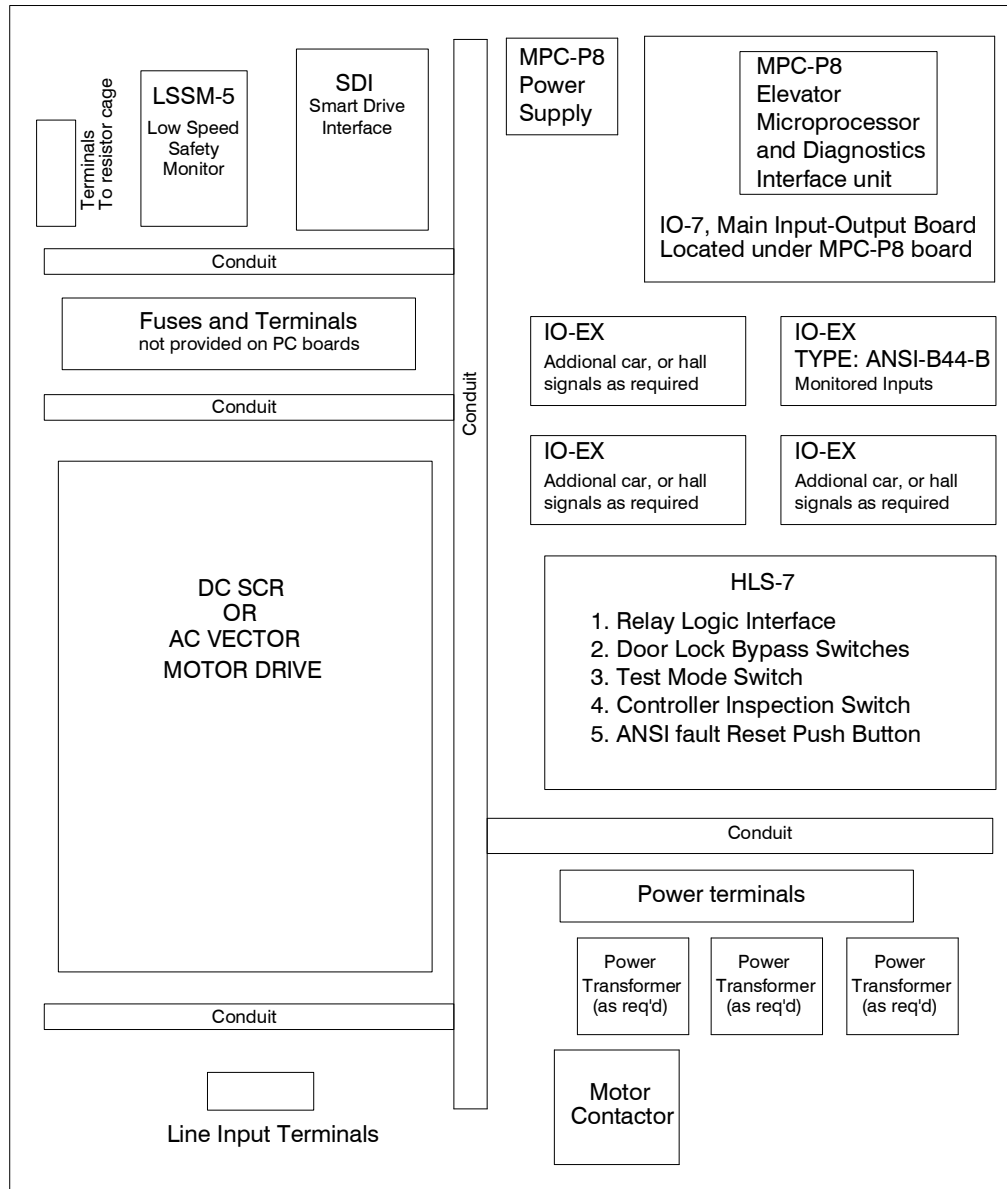 Terminals
To resistor cage
LSSM-5
Low Speed
Safety
Monitor
SDI
Smart Drive
Interface
Conduit
Fuses and Terminals
not provided on PC boards
Conduit
DC SCR
OR
AC VECTOR
MOTOR DRIVE
Conduit
Line Input Terminals
Conduit
MPC-P8
Power
Supply
MPC-P8
Elevator
Microprocessor
and Diagnostics
Interface unit
IO-7, Main Input-Output Board
Located under MPC-P8 board
IO-EX
Addional car, or hall
signals as required
IO-EX
TYPE: ANSI-B44-B
Monitored Inputs
IO-EX
Addional car, or hall
signals as required
IO-EX
Addional car, or hall
signals as required
HLS-7
1. Relay Logic Interface
2. Door Lock Bypass Switches
3. Test Mode Switch
4. Controller Inspection Switch
5. ANSI fault Reset Push Button
Conduit
Power terminals
Power
Transformer
(as req'd)
Power
Transformer
(as req'd)
Power
Transformer
(as req'd)
Motor
Contactor